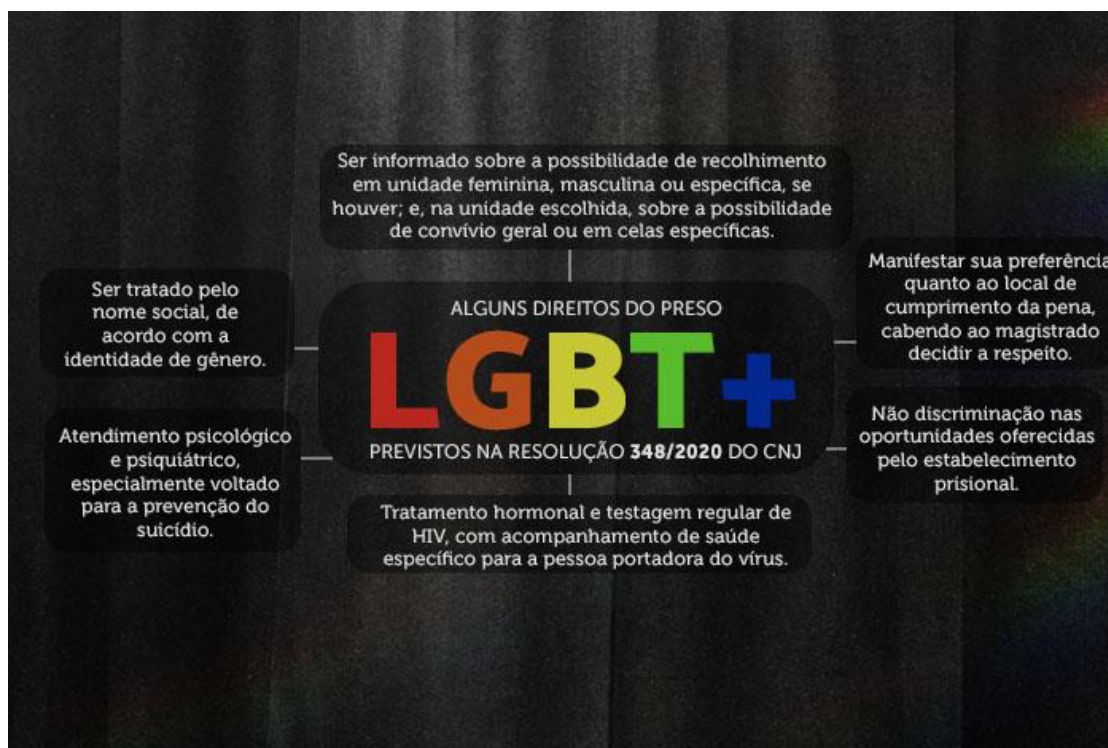 Ser informado sobre a possibilidade de recolhimento
em unidade feminina, masculina ou específica, se
houver; e, na unidade escolhida, sobre a possibilidade
de convívio geral ou em celas específicas.
Ser tratado pelo
nome social, de
acordo com a
identidade de gênero.
ALGUNS DIREITOS DO PRESO
LGBT+
PREVISTOS NA RESOLUÇÃO 348/2020 DO CNJ
Manifestar sua preferência
quanto ao local de
cumprimento da pena,
cabendo ao magistrado
decidir a respeito.
Atendimento psicológico
e psiquiátrico,
especialmente voltado
para a prevenção do
suicídio.
Não discriminação nas
oportunidades oferecidas
pelo estabelecimento
prisional.
Tratamento hormonal e testagem regular de
HIV, com acompanhamento de saúde
específico para a pessoa portadora do vírus.